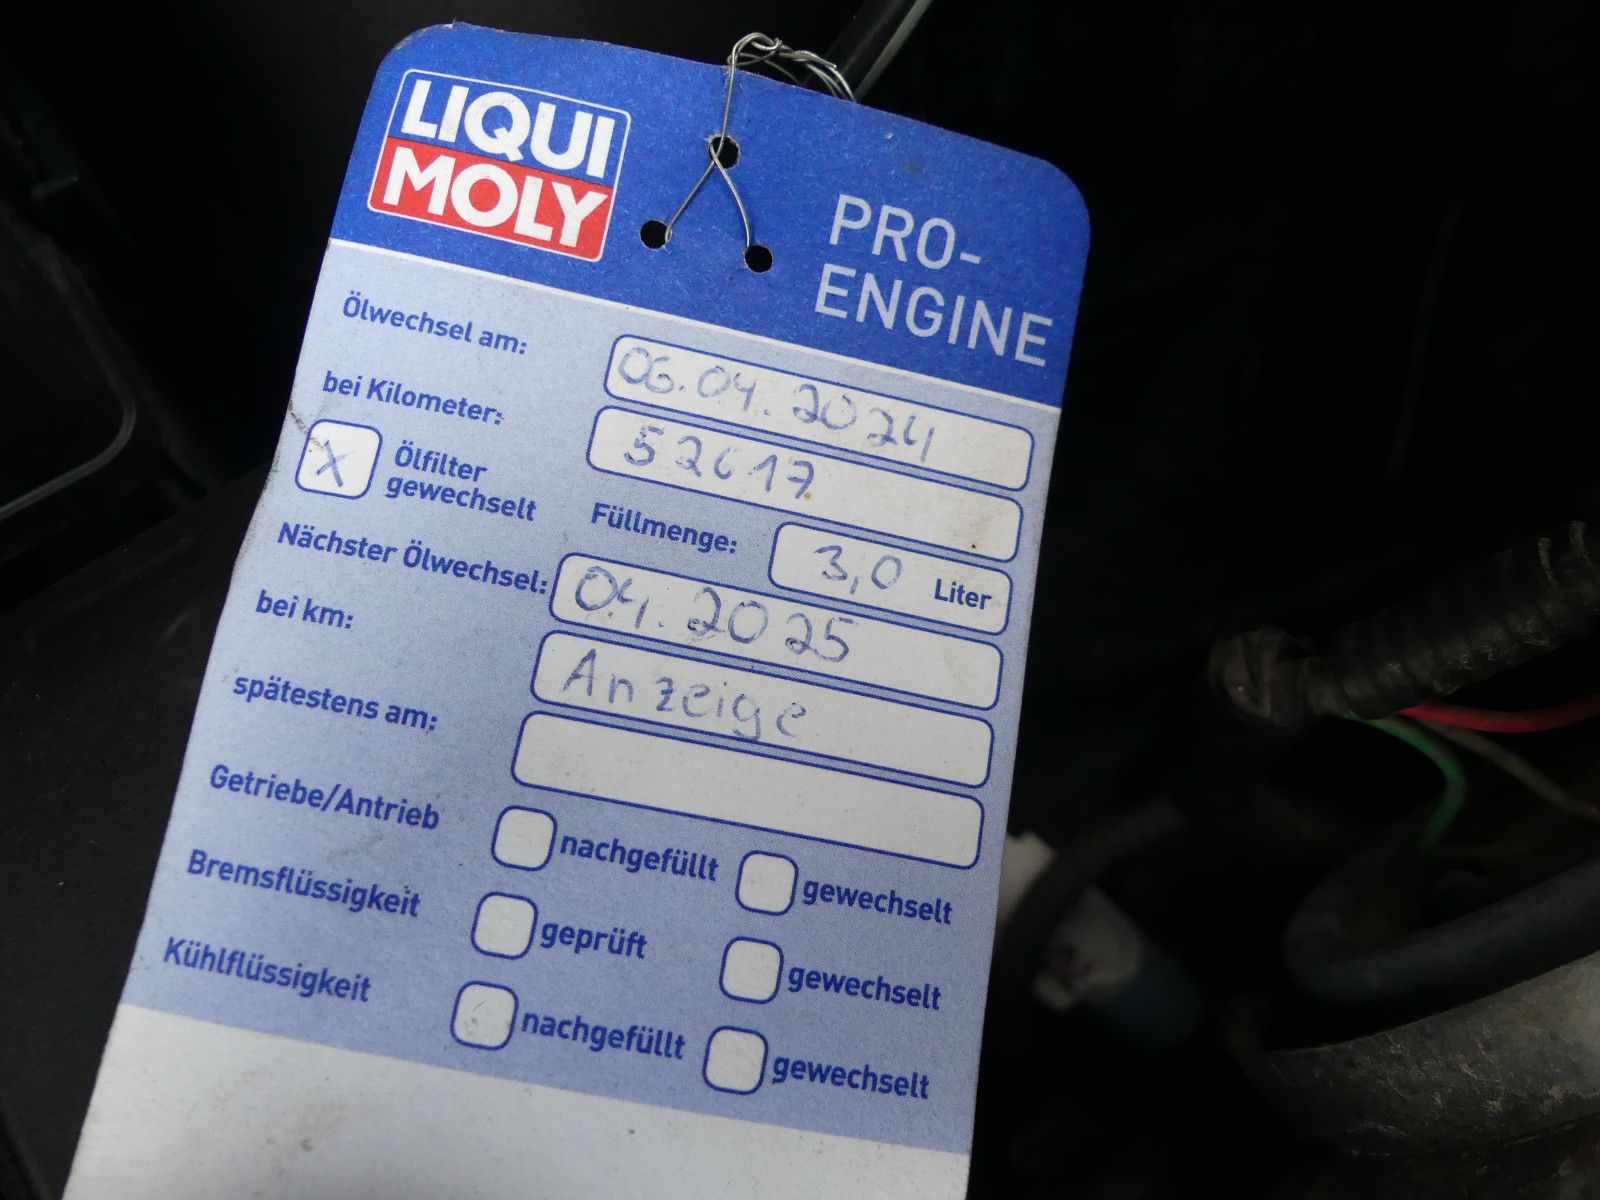 LIQUI
MOLY
PRO-
ENGINE
Ölwechsel am: 06.04.2024
bei Kilometer: 52617
X Ölfilter
gewechselt
Füllmenge: 3,0 Liter
Nächster Ölwechsel: 04.2025
bei km: Anzeige
spätestens am:
Getriebe/Antrieb nachgefüllt gewechselt
Bremsflüssigkeit geprüft gewechselt
Kühlflüssigkeit nachgefüllt gewechselt